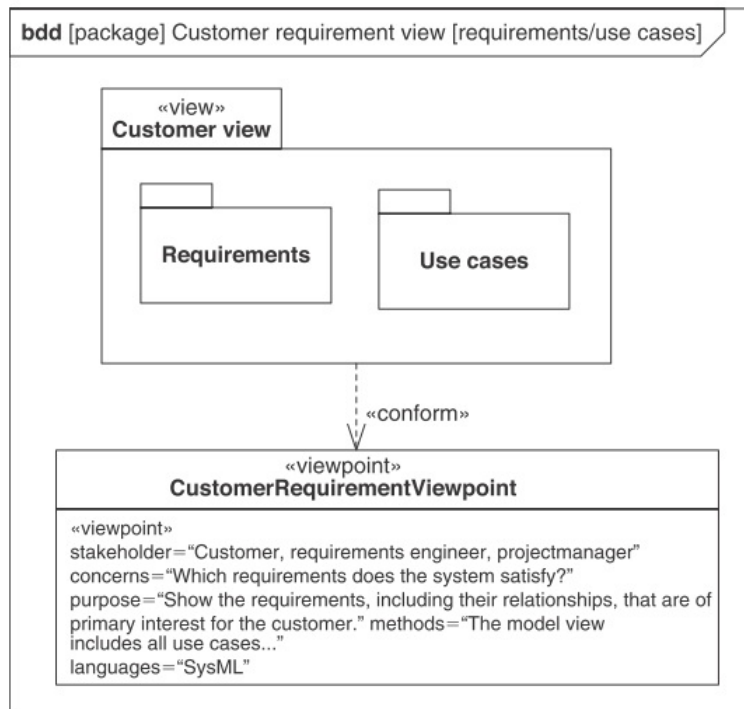 bdd [package] Customer requirement view [requirements/use cases]
«view»
Customer view
Requirements
Use cases
«conform»
«viewpoint»
CustomerRequirementViewpoint
«viewpoint»
stakeholder=“Customer, requirements engineer, projectmanager”
concerns=“Which requirements does the system satisfy?”
purpose=“Show the requirements, including their relationships, that are of
primary interest for the customer.” methods=“The model view
includes all use cases...”
languages=“SysML”